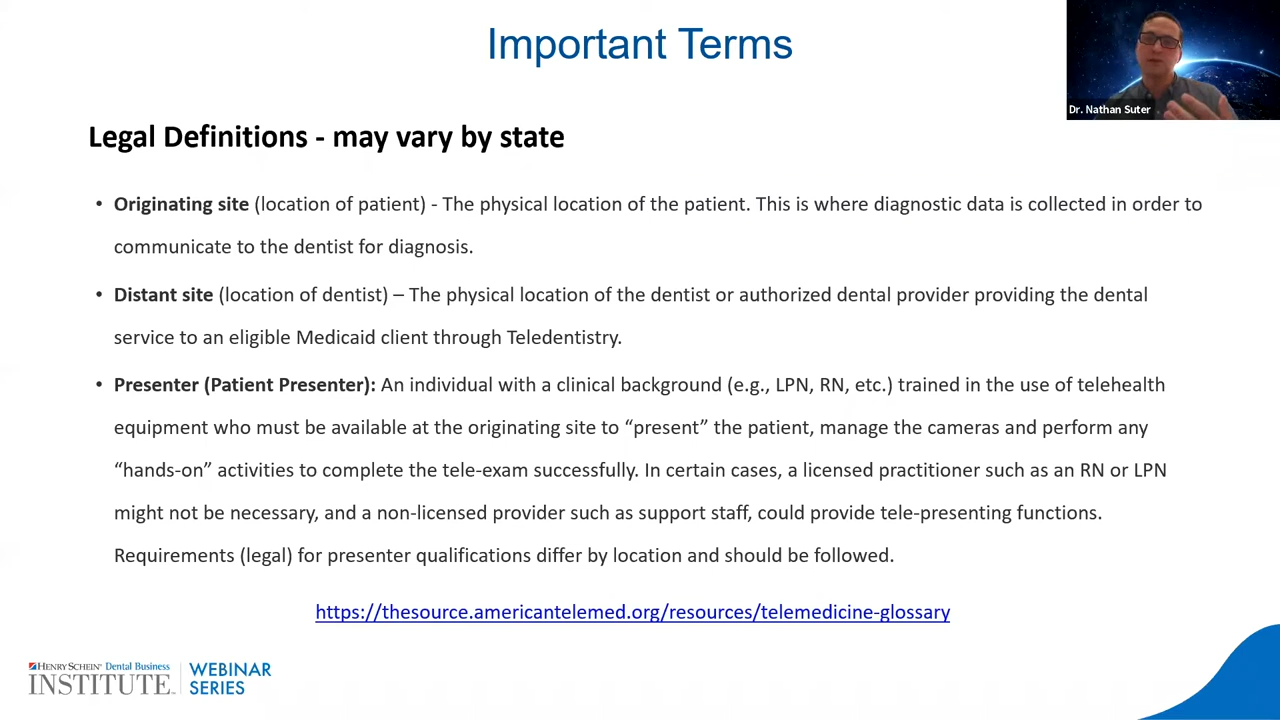 Important Terms
Dr. Nathan Suter
Legal Definitions - may vary by state
• Originating site (location of patient) - The physical location of the patient. This is where diagnostic data is collected in order to
communicate to the dentist for diagnosis.
• Distant site (location of dentist) – The physical location of the dentist or authorized dental provider providing the dental
service to an eligible Medicaid client through Teledentistry.
• Presenter (Patient Presenter): An individual with a clinical background (e.g., LPN, RN, etc.) trained in the use of telehealth
equipment who must be available at the originating site to “present” the patient, manage the cameras and perform any
“hands-on” activities to complete the tele-exam successfully. In certain cases, a licensed practitioner such as an RN or LPN
might not be necessary, and a non-licensed provider such as support staff, could provide tele-presenting functions.
Requirements (legal) for presenter qualifications differ by location and should be followed.
https://thesource.americantelemed.org/resources/telemedicine-glossary
HENRY SCHEIN® Dental Business
INSTITUTE™
WEBINAR
SERIES